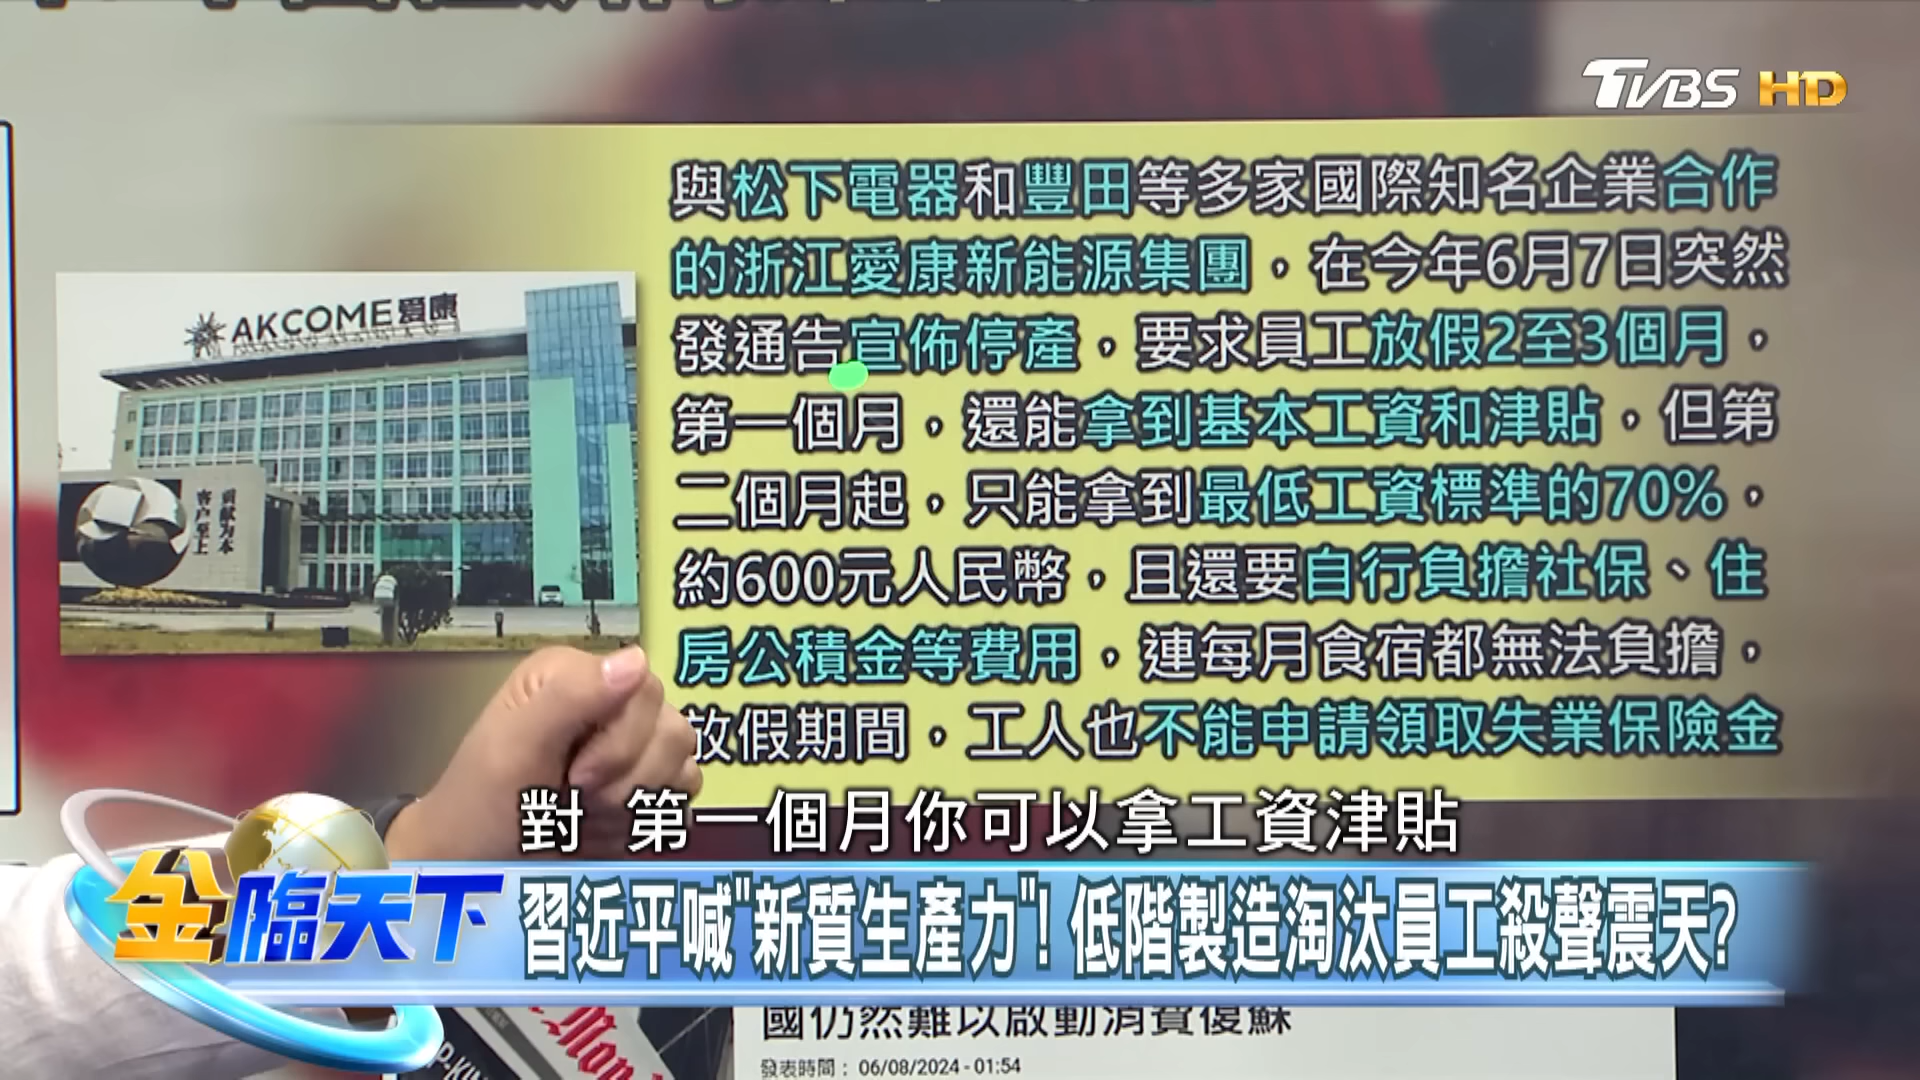 TVBS HD
與松下電器和豐田等多家國際知名企業合作
的浙江愛康新能源集團，在今年6月7日突然
發通告宣佈停產，要求員工放假2至3個月，
第一個月，還能拿到基本工資和津貼，但第
二個月起，只能拿到最低工資標準的70%，
約600元人民幣，且還要自行負擔社保、住
房公積金等費用，連每月食宿都無法負擔，
放假期間，工人也不能申請領取失業保險金
AKCOME 爱康
贡献为本
客户至上
對 第一個月你可以拿工資津貼
金臨天下
習近平喊"新質生產力"! 低階製造淘汰員工殺聲震天?
國仍然難以啟動消費復蘇
發表時間： 06/08/2024 - 01:54